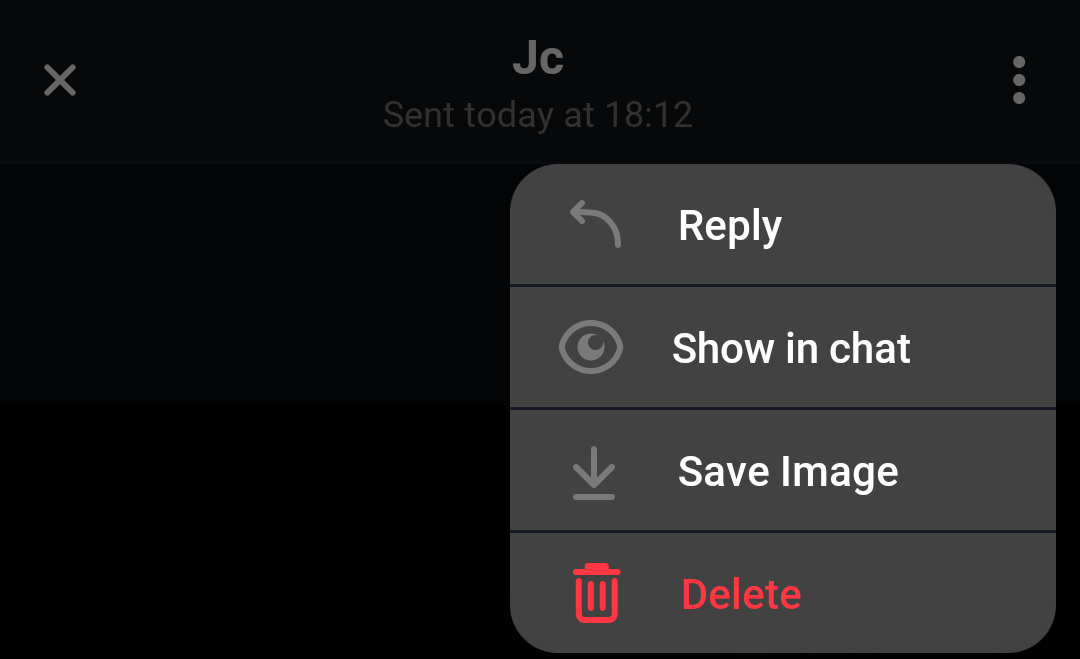 Jc
Sent today at 18:12
Reply
Show in chat
Save Image
Delete